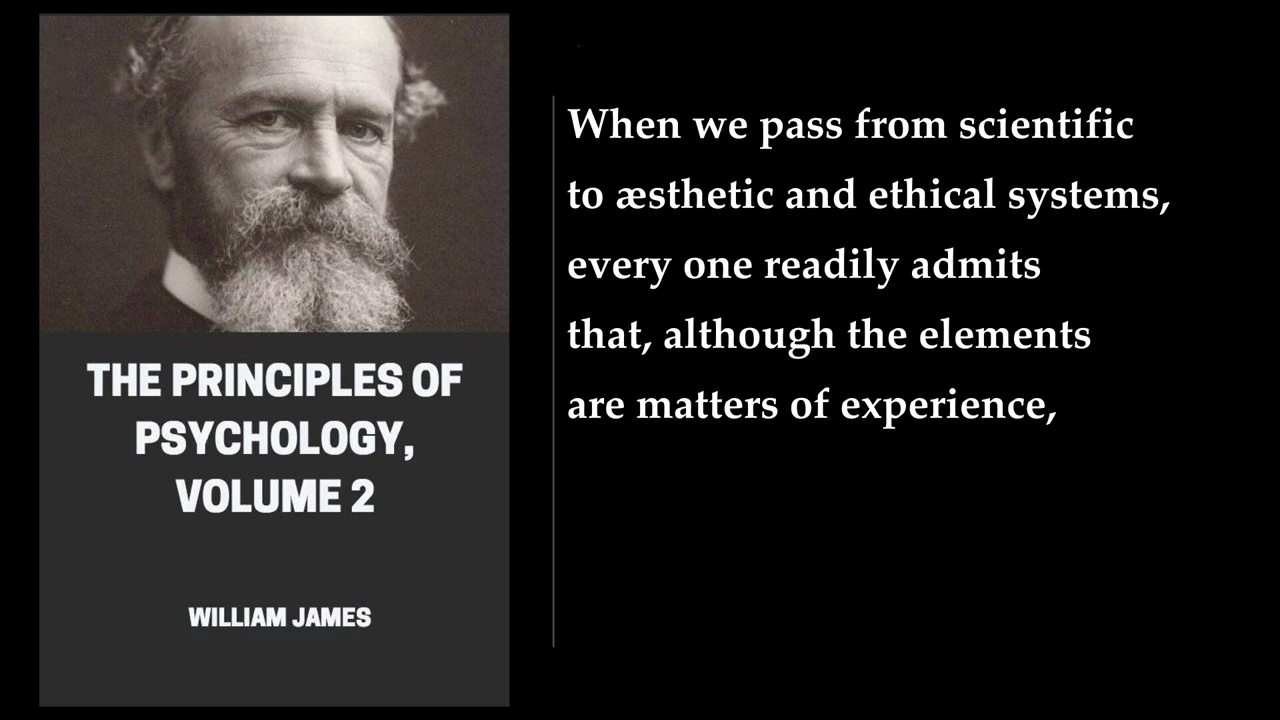 THE PRINCIPLES OF
PSYCHOLOGY,
VOLUME 2
WILLIAM JAMES
When we pass from scientific
to æsthetic and ethical systems,
every one readily admits
that, although the elements
are matters of experience,